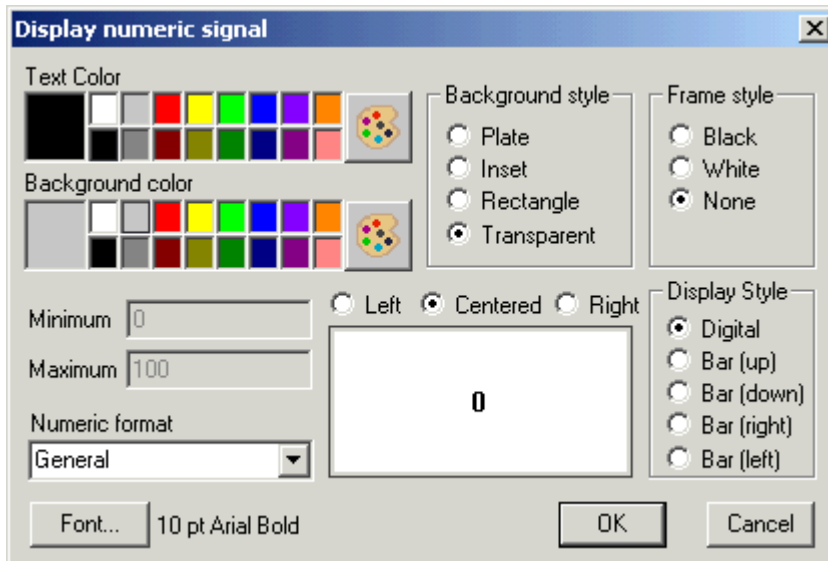 Display numeric signal
Text Color
Background color
Background style
Plate
Inset
Rectangle
Transparent
Frame style
Black
White
None
Minimum 0
Maximum 100
Numeric format
General
Left Centered Right
0
Display Style
Digital
Bar (up)
Bar (down)
Bar (right)
Bar (left)
Font... 10 pt Arial Bold
OK Cancel